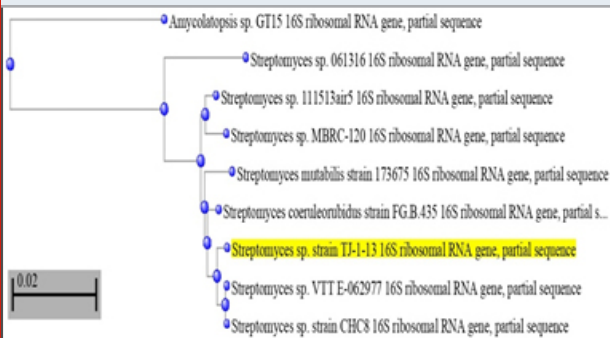 Amycolatopsis sp. GT15 16S ribosomal RNA gene, partial sequence
Streptomyces sp. 061316 16S ribosomal RNA gene, partial sequence
Streptomyces sp. 111513air5 16S ribosomal RNA gene, partial sequence
Streptomyces sp. MBRC-120 16S ribosomal RNA gene, partial sequence
Streptomyces mutabilis strain 173675 16S ribosomal RNA gene, partial sequence
Streptomyces coeruleorubidus strain FG.B.435 16S ribosomal RNA gene, partial s...
Streptomyces sp. strain TJ-1-13 16S ribosomal RNA gene, partial sequence
Streptomyces sp. VTT E-062977 16S ribosomal RNA gene, partial sequence
0.02
Streptomyces sp. strain CHC8 16S ribosomal RNA gene, partial sequence